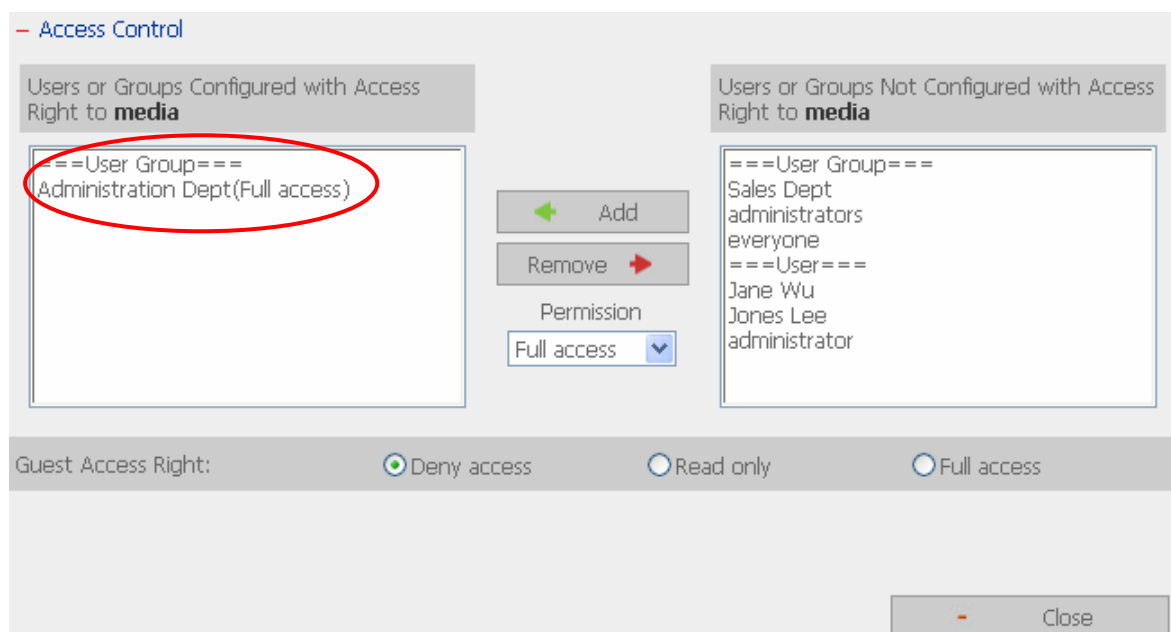 – Access Control
Users or Groups Configured with Access
Right to media
===User Group===
Administration Dept(Full access)
Add
Remove
Permission
Full access
Users or Groups Not Configured with Access
Right to media
===User Group===
Sales Dept
administrators
everyone
===User===
Jane Wu
Jones Lee
administrator
Guest Access Right: Deny access Read only Full access
- Close